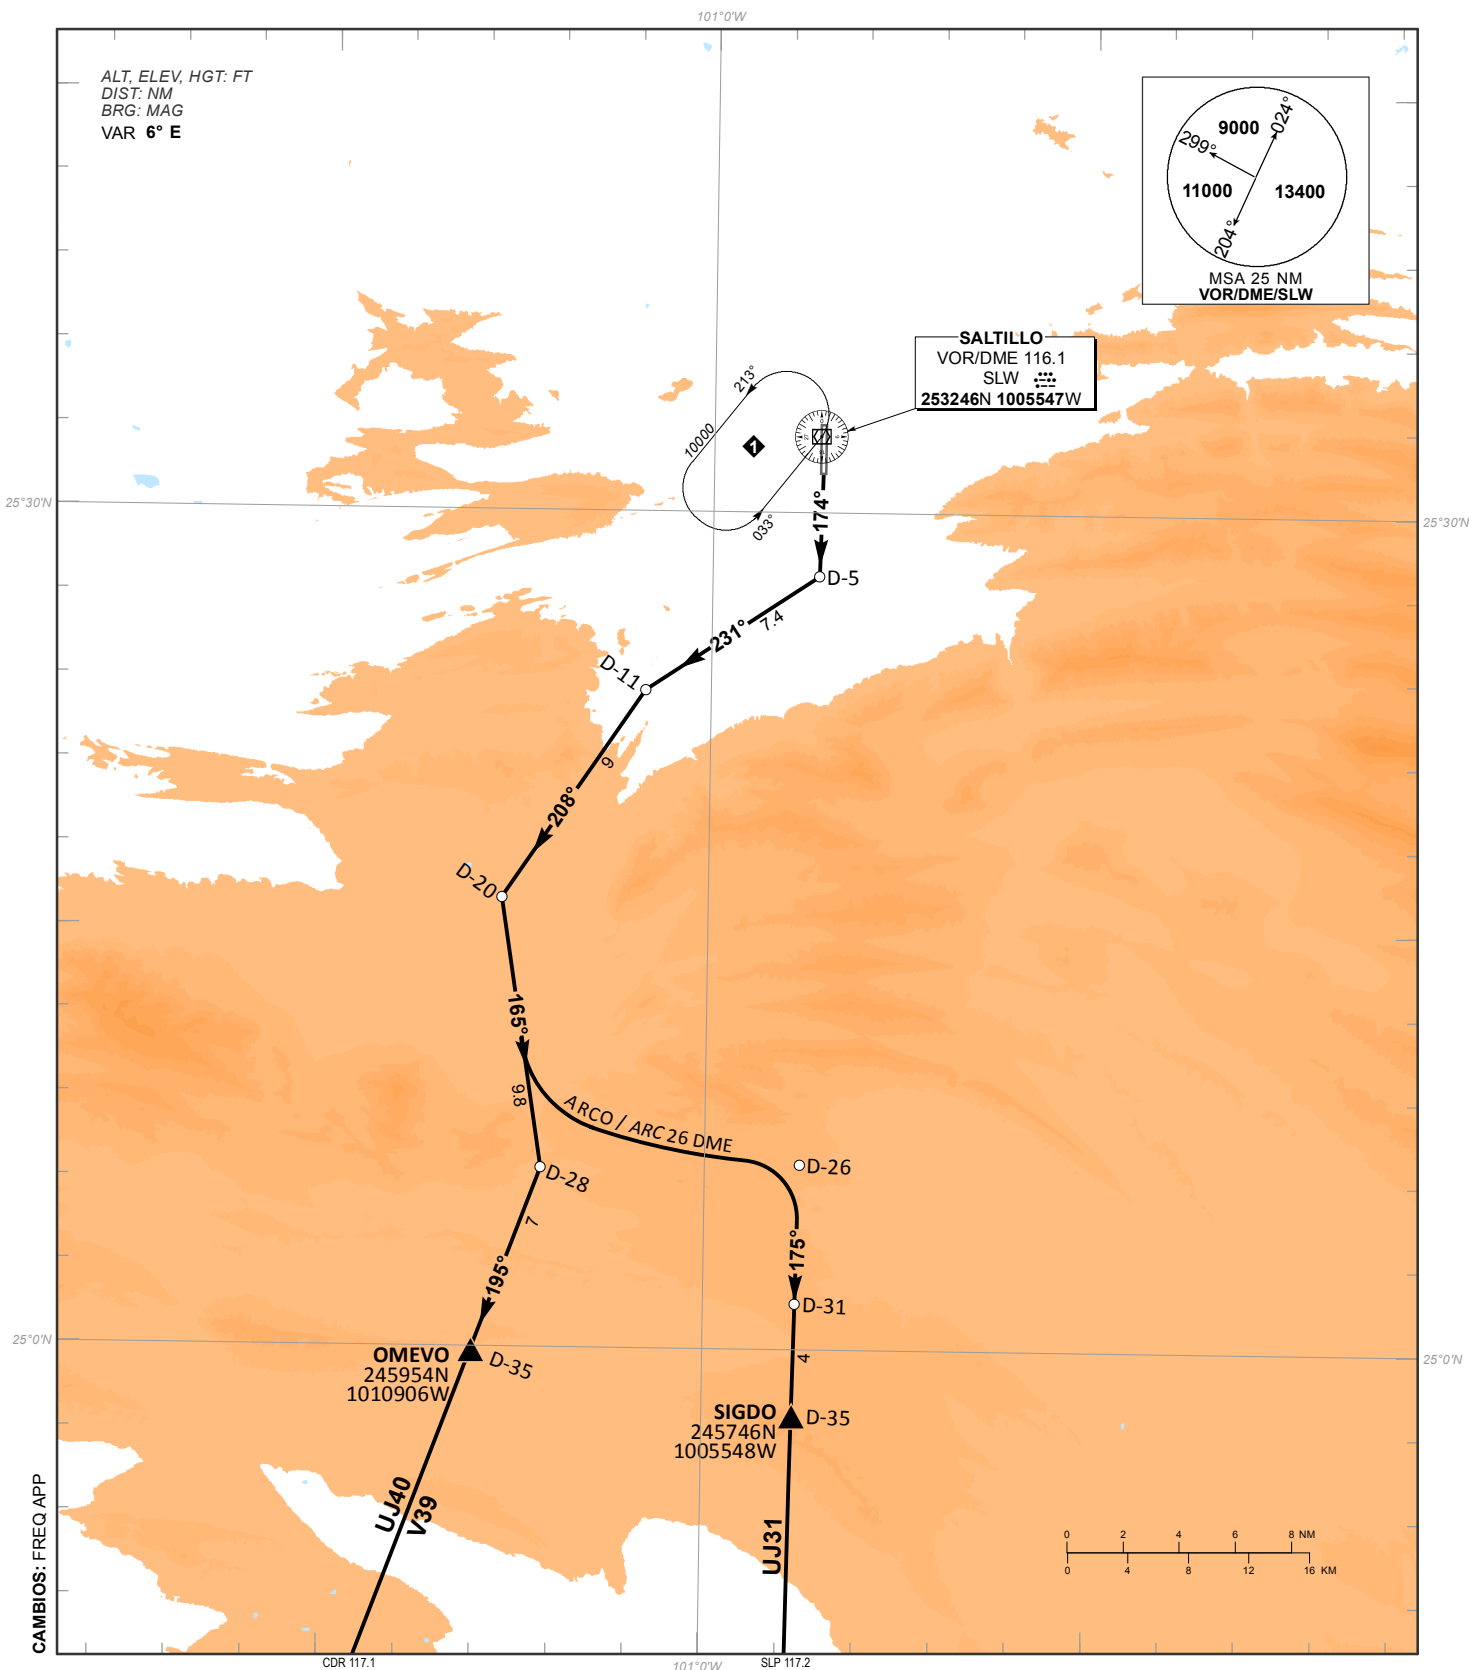 101°0'W
ALT, ELEV, HGT: FT
DIST: NM
BRG: MAG
VAR 6° E
9000
024°
299°
11000
13400
204°
MSA 25 NM
VOR/DME/SLW
SALTILLO
VOR/DME 116.1
SLW
253246N 1005547W
213°
10000
1
033°
25°30'N
25°30'N
174°
D-5
7.4
231°
D-11
9
208°
D-20
165°
9.8
ARCO / ARC 26 DME
D-26
D-28
7
195°
175°
D-31
25°0'N
25°0'N
4
OMEVO
245954N
1010906W
D-35
SIGDO
245746N
1005548W
D-35
UJ40
V39
UJ31
0 2 4 6 8 NM
0 4 8 12 16 KM
CAMBIOS: FREQ APP
CDR 117.1
101°0'W
SLP 117.2